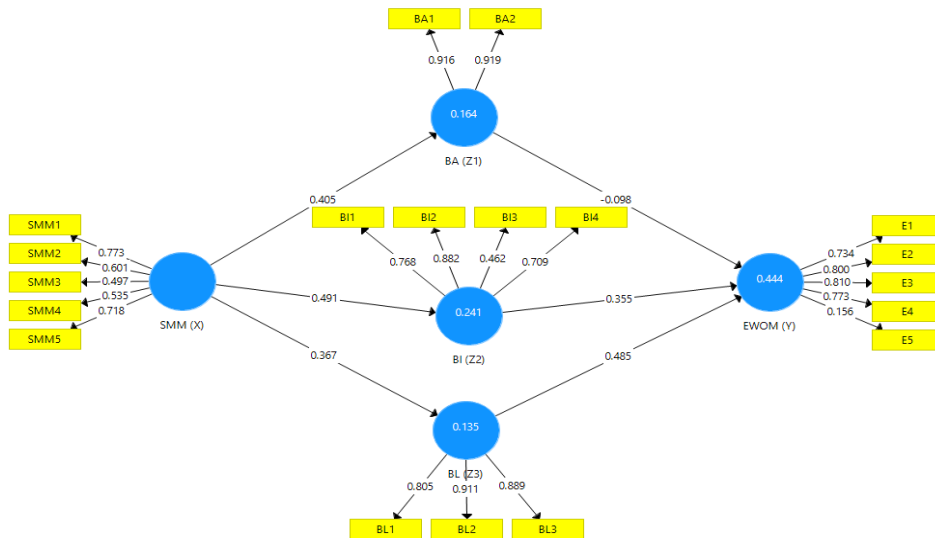 BA1 BA2
0.916 0.919
0.164
BA (Z1)
0.405 -0.098
BI1 BI2 BI3 BI4
0.768 0.882 0.462 0.709
SMM1
SMM2
SMM3
SMM4
SMM5
0.773
0.601
0.497
0.535
0.718
SMM (X)
0.491
0.241
BI (Z2)
0.355
0.444
EWOM (Y)
0.734
0.800
0.810
0.773
0.156
E1
E2
E3
E4
E5
0.367 0.485
0.135
BL (Z3)
0.805 0.911 0.889
BL1 BL2 BL3